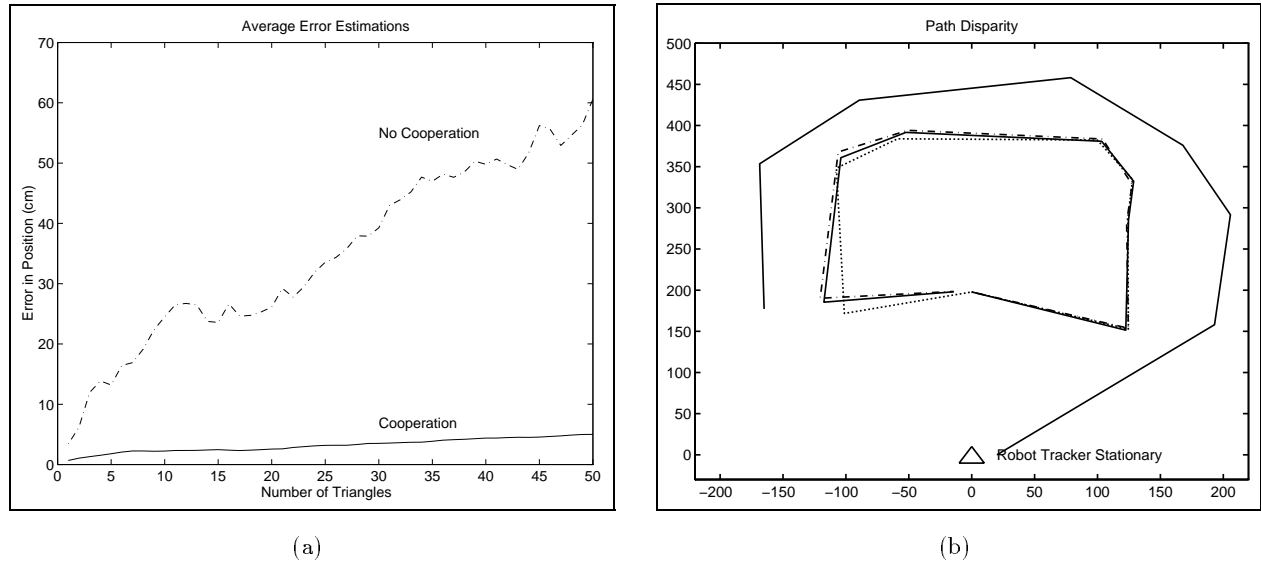 Average Error Estimations
70
60
50
40
30
20
10
0
Error in Position (cm)
No Cooperation
Cooperation
0 5 10 15 20 25 30 35 40 45 50
Number of Triangles
(a)
Path Disparity
500
450
400
350
300
250
200
150
100
50
0
Robot Tracker Stationary
−200 −150 −100 −50 0 50 100 150 200
(b)